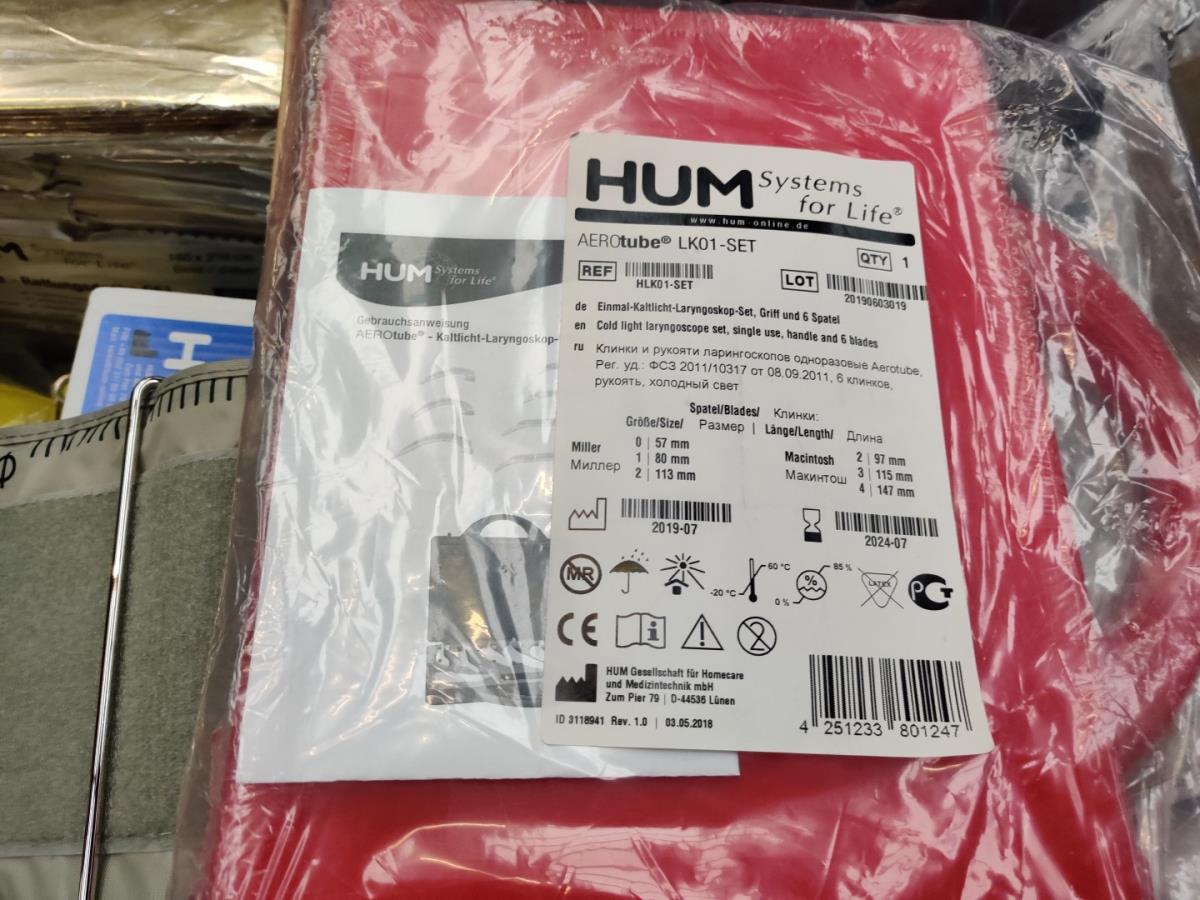 HUM Systems
for Life®
www.hum-online.de
AEROtube® LK01-SET
QTY 1
REF
HLK01-SET
LOT
20190603019
de Einmal-Kaltlicht-Laryngoskop-Set, Griff und 6 Spatel
en Cold light laryngoscope set, single use, handle and 6 blades
ru Клинки и рукояти ларингоскопов одноразовые Aerotube,
Рег. уд.: ФСЗ 2011/10317 от 08.09.2011, 6 клинков,
рукоять, холодный свет
Spatel/Blades/ Клинки:
Größe/Size/ Размер | Länge/Length/ Длина
Miller
Миллер
0 | 57 mm
1 | 80 mm
2 | 113 mm
Macintosh
Макинтош
2 | 97 mm
3 | 115 mm
4 | 147 mm
2019-07
2024-07
MR
-20 °C
60 °C
0 %
%
85 %
LATEX
РСТ
CE
i
2
HUM Gesellschaft für Homecare
und Medizintechnik mbH
Zum Pier 79 | D-44536 Lünen
ID 3118941 Rev. 1.0 | 03.05.2018
4 251233 801247
HUM Systems
for Life®
Gebrauchsanweisung
AEROtube® - Kaltlicht-Laryngoskop-